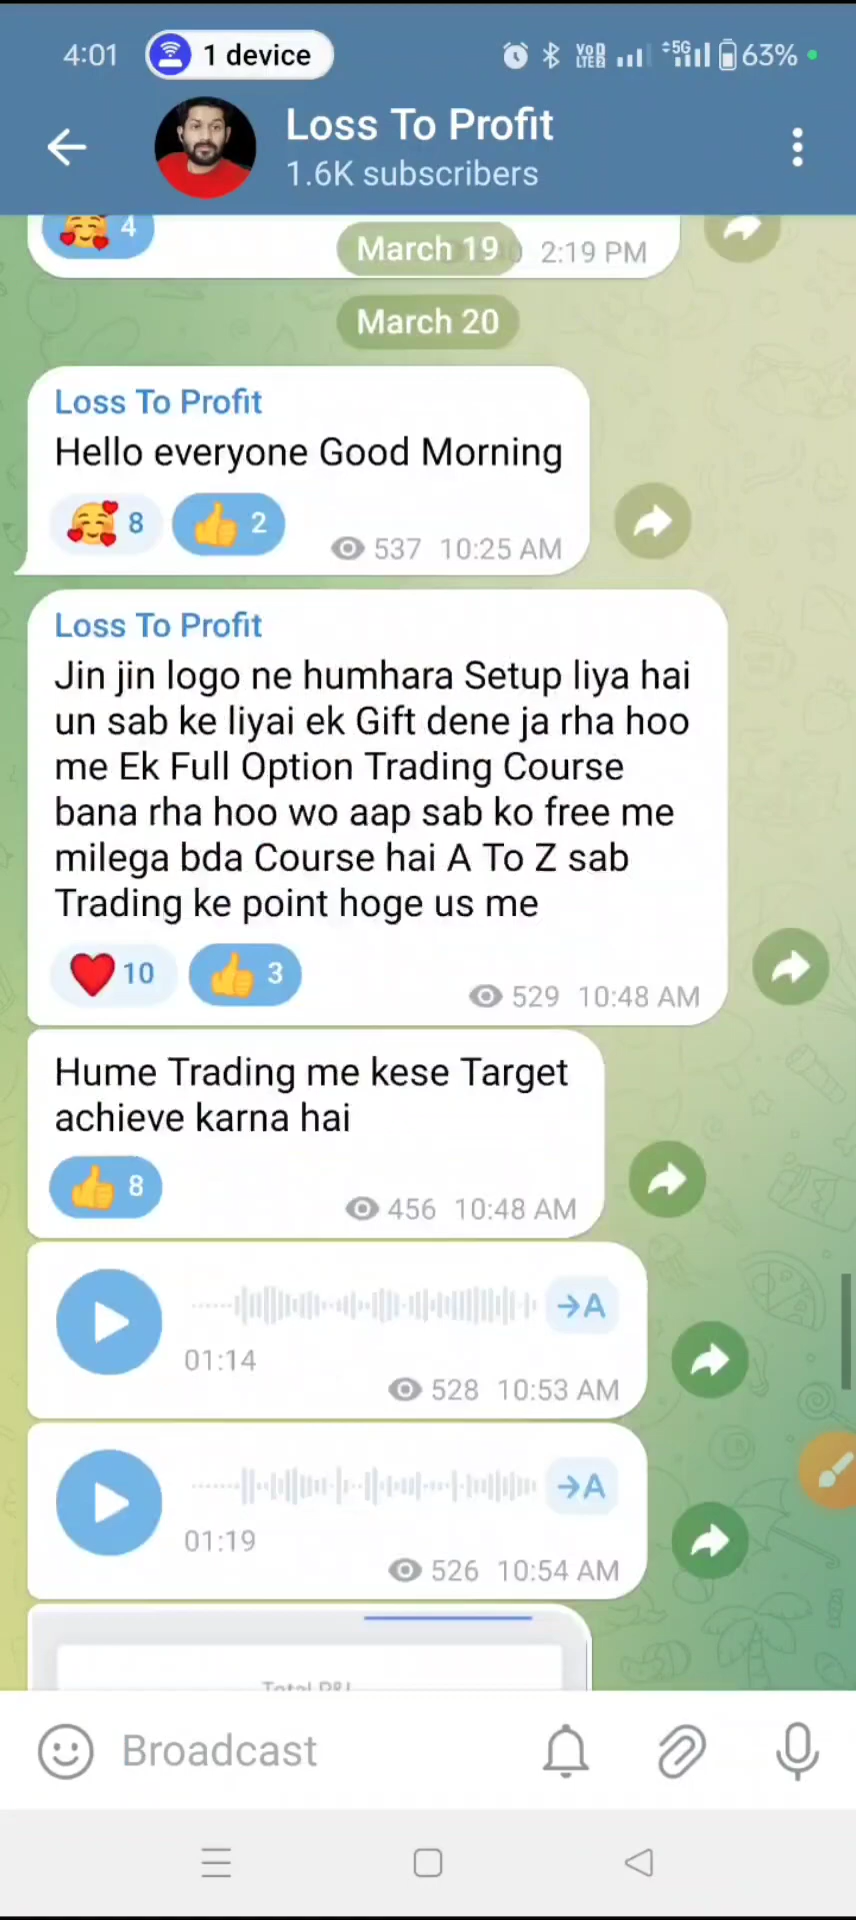 4:01 1 device VoD LTE2 5G 63%
Loss To Profit
1.6K subscribers
4
March 19 2:19 PM
March 20
Loss To Profit
Hello everyone Good Morning
8 2 537 10:25 AM
Loss To Profit
Jin jin logo ne humhara Setup liya hai
un sab ke liyai ek Gift dene ja rha hoo
me Ek Full Option Trading Course
bana rha hoo wo aap sab ko free me
milega bda Course hai A To Z sab
Trading ke point hoge us me
10 3 529 10:48 AM
Hume Trading me kese Target
achieve karna hai
8 456 10:48 AM
→A
01:14
528 10:53 AM
→A
01:19
526 10:54 AM
Total P&L
Broadcast